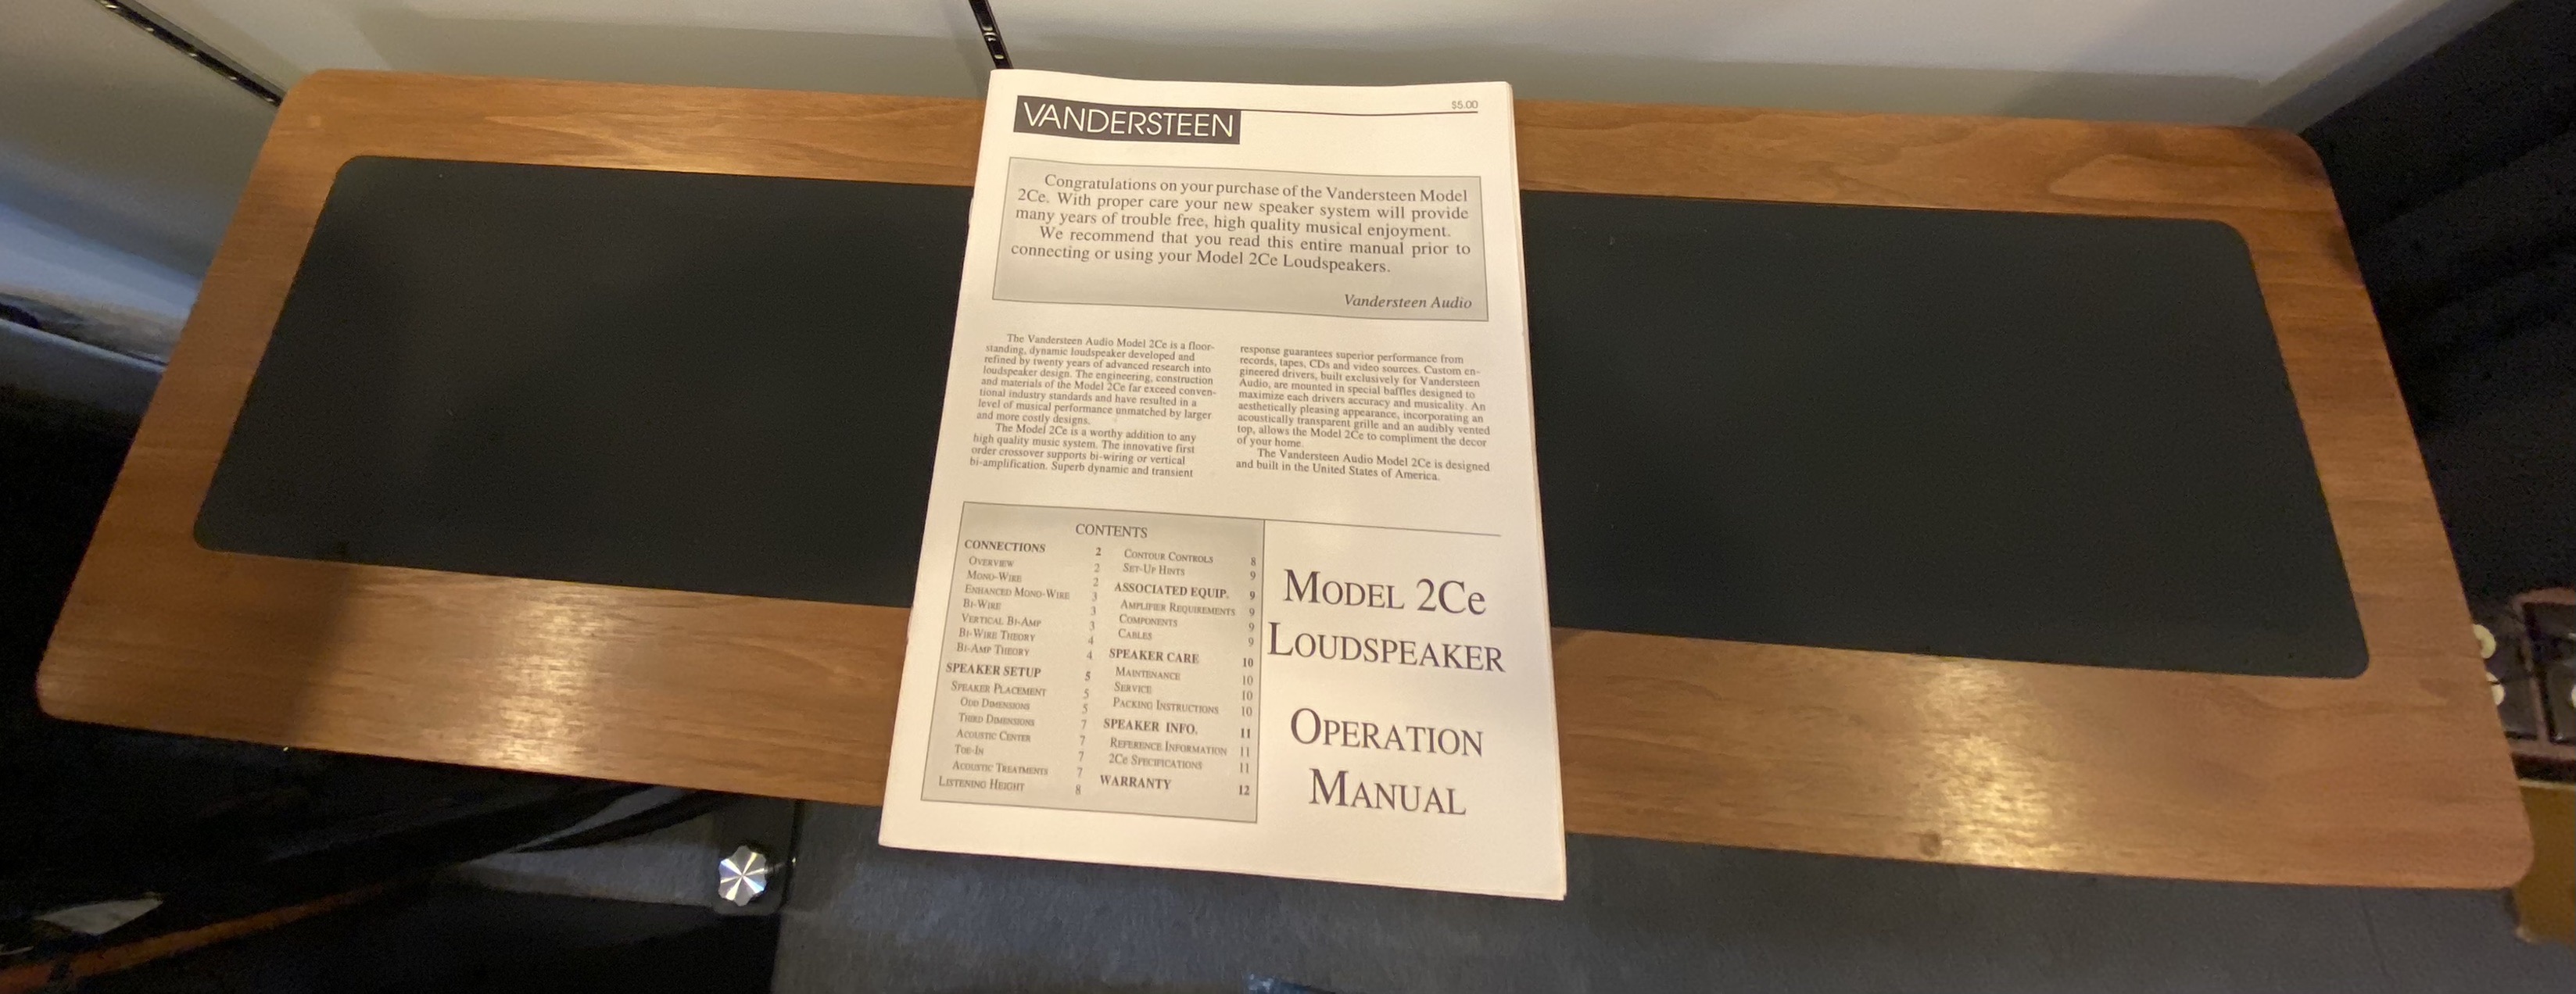 VANDERSTEEN
$5.00
Congratulations on your purchase of the Vandersteen Model
2Ce. With proper care your new speaker system will provide
many years of trouble free, high quality musical enjoyment.
We recommend that you read this entire manual prior to
connecting or using your Model 2Ce Loudspeakers.
Vandersteen Audio
The Vandersteen Audio Model 2Ce is a floor-
standing, dynamic loudspeaker developed and
refined by twenty years of advanced research into
loudspeaker design. The engineering, construction
and materials of the Model 2Ce far exceed conven-
tional industry standards and have resulted in a
level of musical performance unmatched by larger
and more costly designs.
The Model 2Ce is a worthy addition to any
high quality music system. The innovative first
order crossover supports bi-wiring or vertical
bi-amplification. Superb dynamic and transient
response guarantees superior performance from
records, tapes, CDs and video sources. Custom en-
gineered drivers, built exclusively for Vandersteen
Audio, are mounted in special baffles designed to
maximize each drivers accuracy and musicality. An
aesthetically pleasing appearance, incorporating an
acoustically transparent grille and an audibly vented
top, allows the Model 2Ce to compliment the decor
of your home.
The Vandersteen Audio Model 2Ce is designed
and built in the United States of America.
CONTENTS
CONNECTIONS 2
OVERVIEW 2
MONO-WIRE 2
ENHANCED MONO-WIRE 3
BI-WIRE 3
VERTICAL BI-AMP 3
BI-WIRE THEORY 4
BI-AMP THEORY 4
SPEAKER SETUP 5
SPEAKER PLACEMENT 5
ODD DIMENSIONS 5
THIRD DIMENSIONS 7
ACOUSTIC CENTER 7
TOE-IN 7
ACOUSTIC TREATMENTS 7
LISTENING HEIGHT 8
CONTOUR CONTROLS 8
SET-UP HINTS 9
ASSOCIATED EQUIP. 9
AMPLIFIER REQUIREMENTS 9
COMPONENTS 9
CABLES 9
SPEAKER CARE 10
MAINTENANCE 10
SERVICE 10
PACKING INSTRUCTIONS 10
SPEAKER INFO. 11
REFERENCE INFORMATION 11
2CE SPECIFICATIONS 11
WARRANTY 12
MODEL 2Ce
LOUDSPEAKER
OPERATION
MANUAL